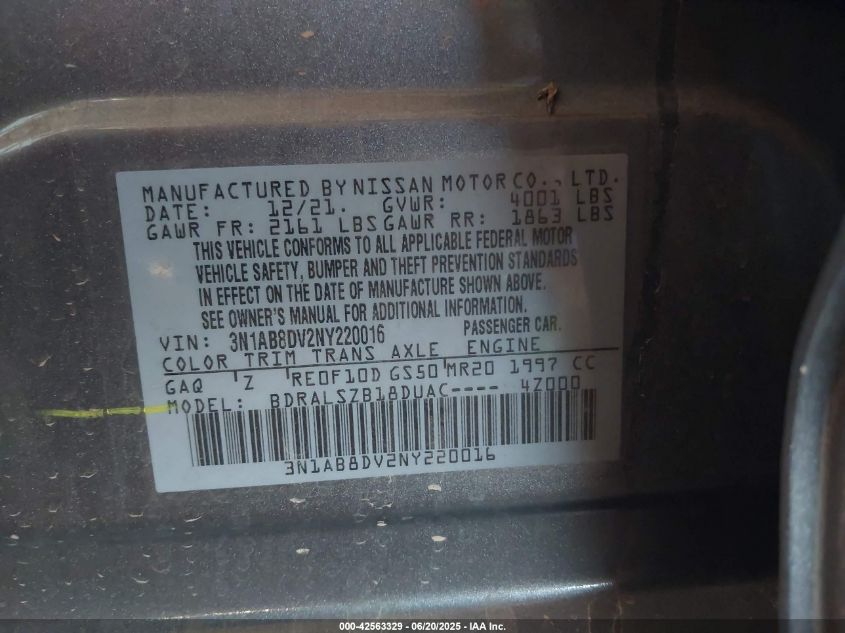 MANUFACTURED BY NISSAN MOTOR CO., LTD.
DATE: 12/21. GVWR: 4001 LBS
GAWR FR: 2161 LBS GAWR RR: 1863 LBS
THIS VEHICLE CONFORMS TO ALL APPLICABLE FEDERAL MOTOR
VEHICLE SAFETY, BUMPER AND THEFT PREVENTION STANDARDS
IN EFFECT ON THE DATE OF MANUFACTURE SHOWN ABOVE.
SEE OWNER'S MANUAL FOR ADDITIONAL INFORMATION.
VIN: 3N1AB8DV2NY220016 PASSENGER CAR.
COLOR TRIM TRANS AXLE ENGINE
GAQ Z RE0F10D GS50 MR20 1997 CC
MODEL: BDRALSZB18DUAC---- 4Z000
3N1AB8DV2NY220016
000-42563329 - 06/20/2025 - IAA Inc.